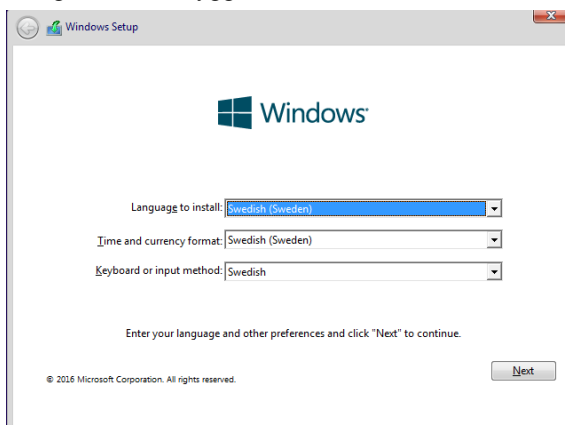 Windows Setup
Windows
Language to install: Swedish (Sweden)
Time and currency format: Swedish (Sweden)
Keyboard or input method: Swedish
Enter your language and other preferences and click "Next" to continue.
© 2016 Microsoft Corporation. All rights reserved.
Next